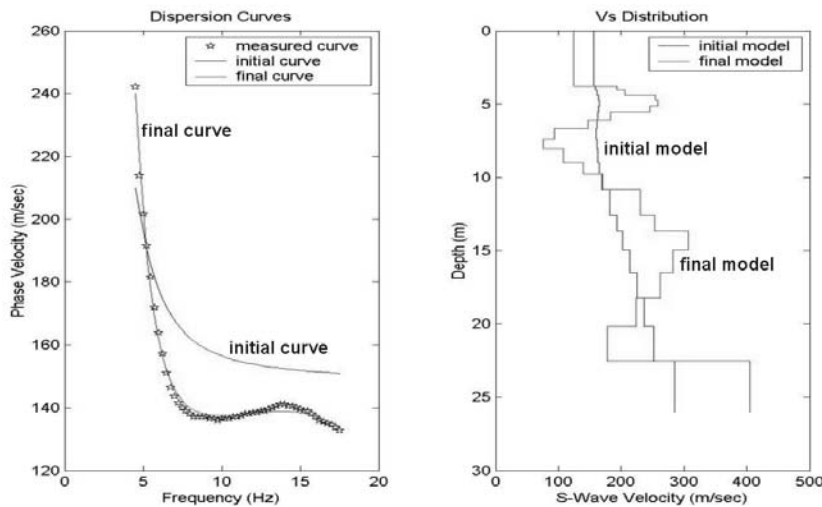 Dispersion Curves
260
240
220
200
180
160
140
120
0
5
10
15
20
Phase Velocity (m/sec)
Frequency (Hz)
measured curve
initial curve
final curve
final curve
initial curve
Vs Distribution
0
5
10
15
20
25
30
0
100
200
300
400
500
Depth (m)
S-Wave Velocity (m/sec)
initial model
final model
initial model
final model